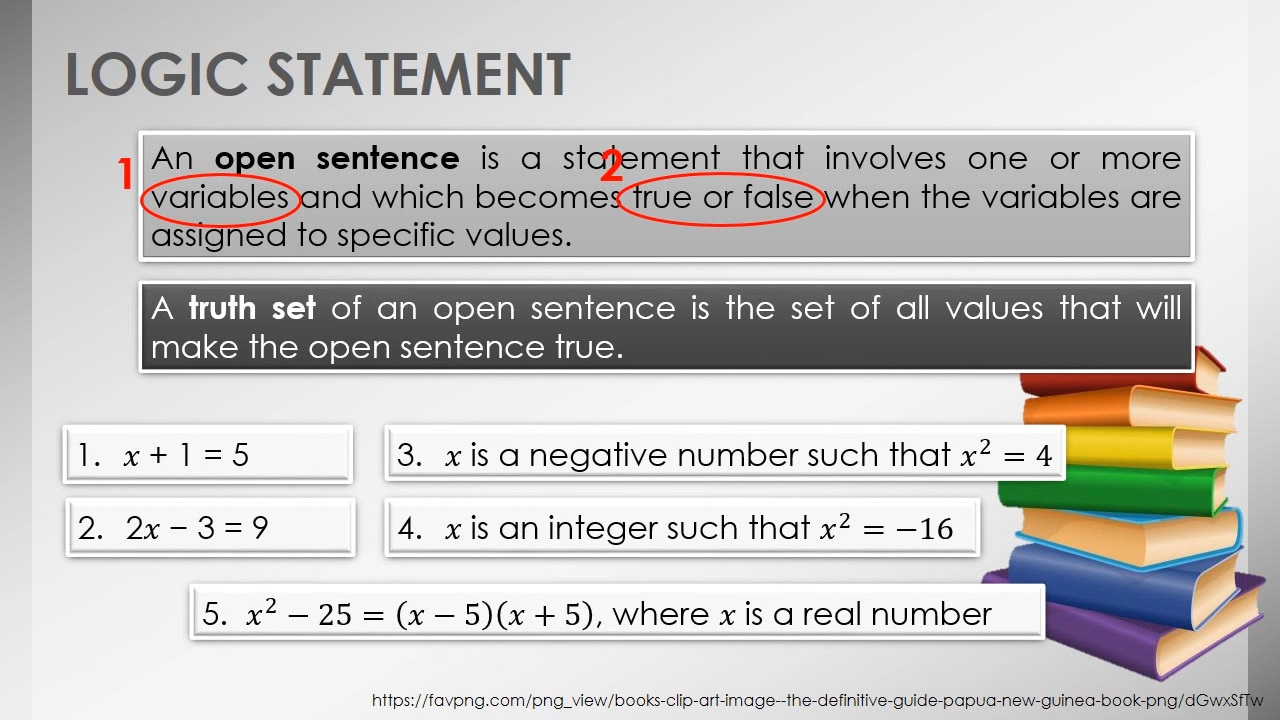 LOGIC STATEMENT
1
2
An open sentence is a statement that involves one or more
variables and which becomes true or false when the variables are
assigned to specific values.
A truth set of an open sentence is the set of all values that will
make the open sentence true.
1. x + 1 = 5
2. 2x − 3 = 9
3. x is a negative number such that x² = 4
4. x is an integer such that x² = −16
5. x² − 25 = (x − 5)(x + 5), where x is a real number
https://favpng.com/png_view/books-clip-art-image--the-definitive-guide-papua-new-guinea-book-png/dGwxSfTw